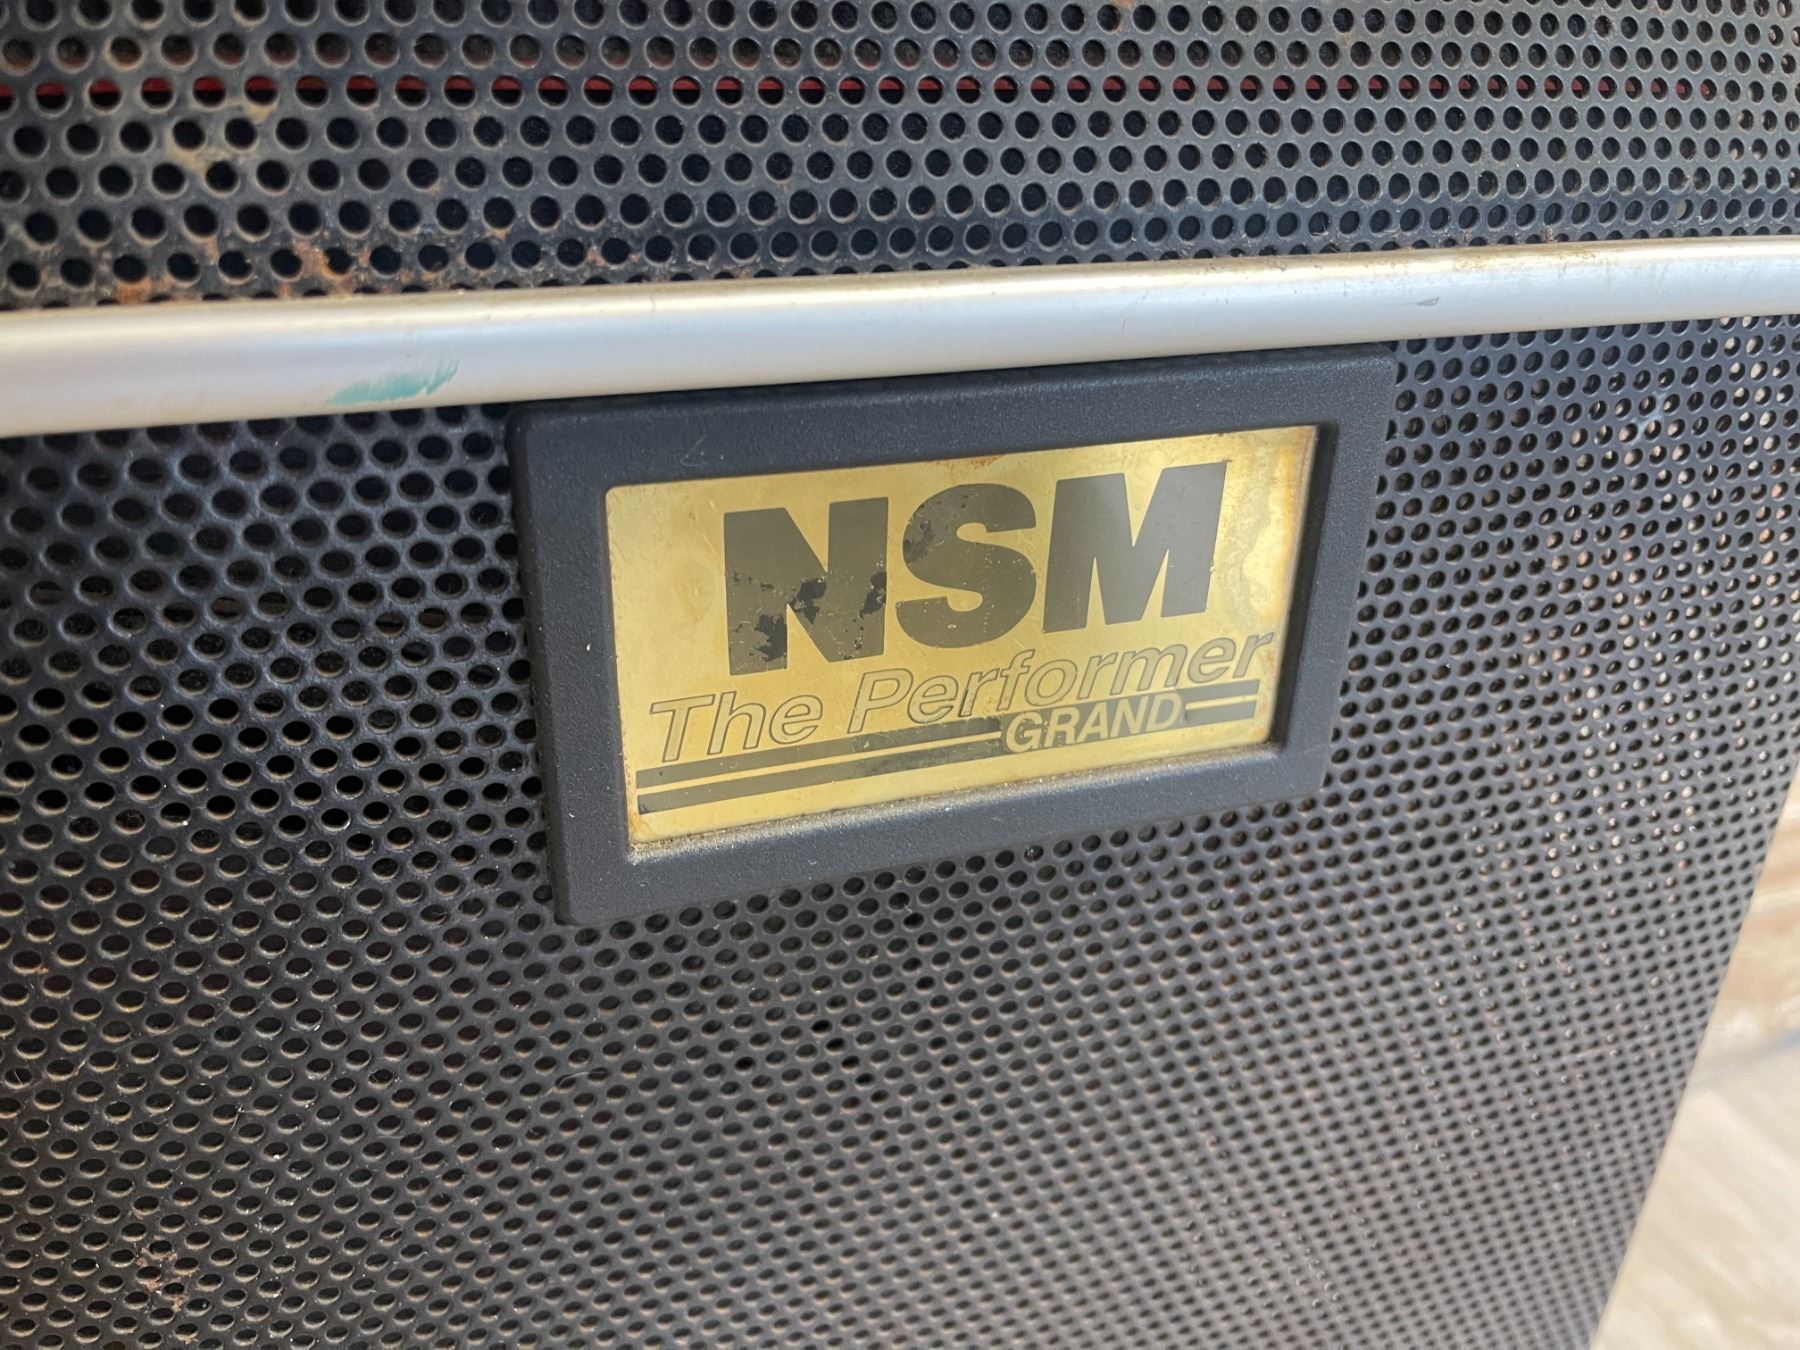 NSM
The Performer
GRAND